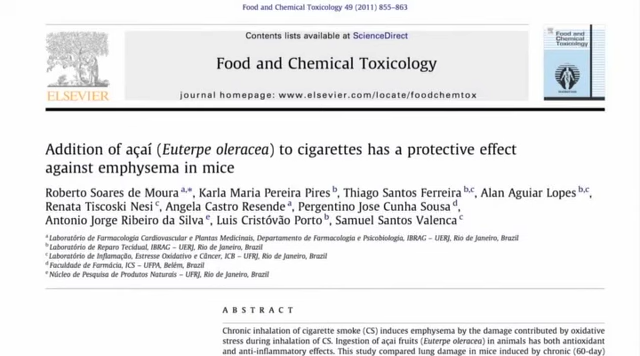 Food and Chemical Toxicology 49 (2011) 855–863
Contents lists available at ScienceDirect
Food and Chemical Toxicology
journal homepage: www.elsevier.com/locate/foodchemtox
ELSEVIER
Food and
Chemical
Toxicology
Addition of açaí (Euterpe oleracea) to cigarettes has a protective effect
against emphysema in mice
Roberto Soares de Moura a,*, Karla Maria Pereira Pires b, Thiago Santos Ferreira b,c, Alan Aguiar Lopes b,c,
Renata Tiscoski Nesi c, Angela Castro Resende a, Pergentino Jose Cunha Sousa d,
Antonio Jorge Ribeiro da Silva e, Luis Cristóvão Porto b, Samuel Santos Valenca c
a Laboratório de Farmacologia Cardiovascular e Plantas Medicinais, Departamento de Farmacologia e Psicobiologia, IBRAG – UERJ, Rio de Janeiro, Brazil
b Laboratório de Reparo Tecidual, IBRAG – UERJ, Rio de Janeiro, Brazil
c Laboratório de Inflamação, Estresse Oxidativo e Câncer, ICB – UFRJ, Rio de Janeiro, Brazil
d Faculdade de Farmácia, ICS – UFPA, Belém, Brazil
e Núcleo de Pesquisa de Produtos Naturais – UFRJ, Rio de Janeiro, Brazil
ABSTRACT
Chronic inhalation of cigarette smoke (CS) induces emphysema by the damage contributed by oxidative
stress during inhalation of CS. Ingestion of açai fruits (Euterpe oleracea) in animals has both antioxidant
and anti-inflammatory effects. This study compared lung damage in mice induced by chronic (60-day)